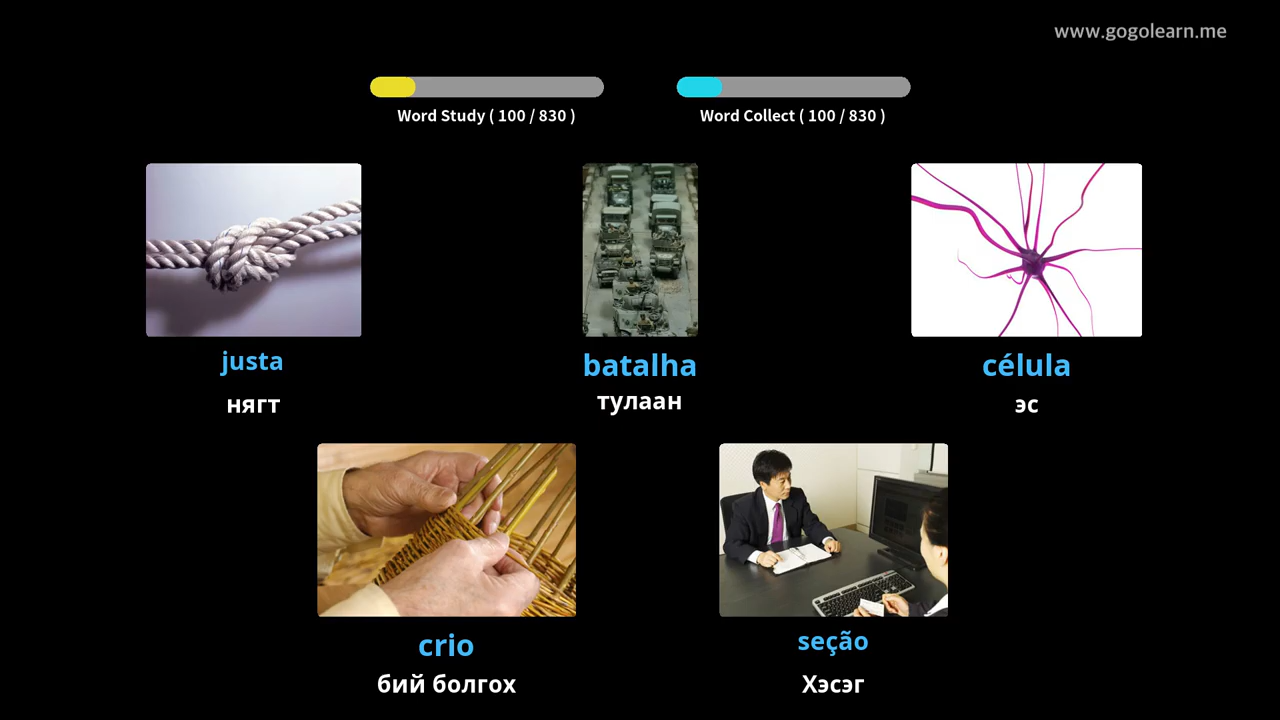 www.gogolearn.me
Word Study ( 100 / 830 )
Word Collect ( 100 / 830 )
justa
нягт
batalha
тулаан
célula
эс
crio
бий болгох
seção
Хэсэг